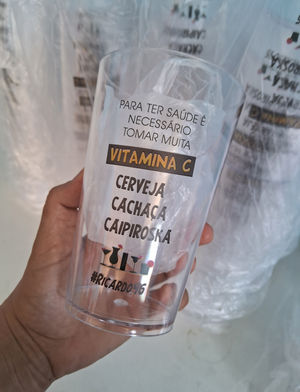 PARA TER SAÚDE É
NECESSÁRIO
TOMAR MUITA
VITAMINA C
CERVEJA
CACHAÇA
CAIPIROSKA
#RICARDO46